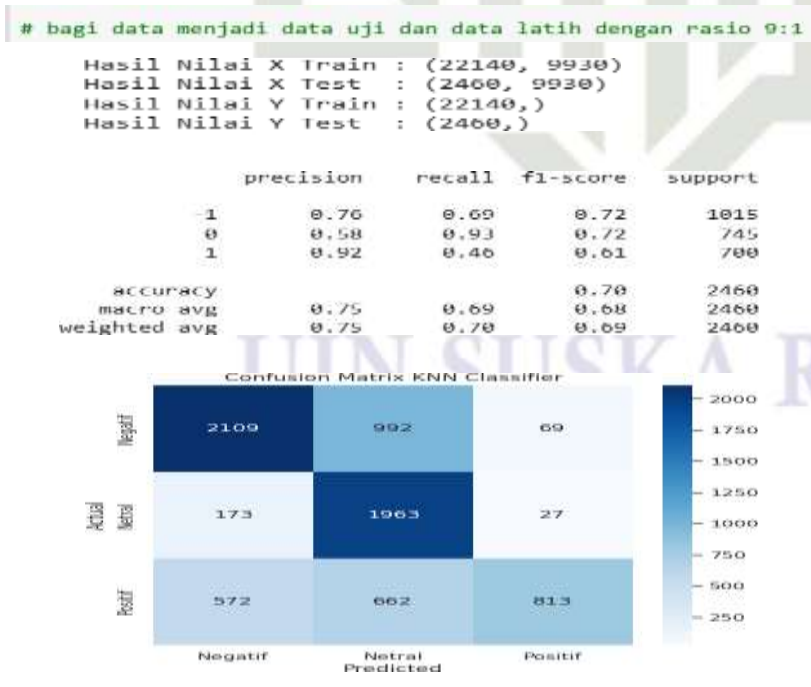 # bagi data menjadi data uji dan data latih dengan rasio 9:1
Hasil Nilai X Train : (22140, 9930)
Hasil Nilai X Test : (2460, 9930)
Hasil Nilai Y Train : (22140,)
Hasil Nilai Y Test : (2460,)
precision recall f1-score support
-1 0.76 0.69 0.72 1015
0 0.58 0.93 0.72 745
1 0.92 0.46 0.61 700
accuracy 0.70 2460
macro avg 0.75 0.69 0.68 2460
weighted avg 0.75 0.70 0.69 2460
UIN SUSKA R
Confusion Matrix KNN Classifier
Negatif 2109 992 69
Actual
Netral 173 1963 27
Positif 572 662 813
Negatif Netral Positif
Predicted
2000
1750
1500
1250
1000
750
500
250